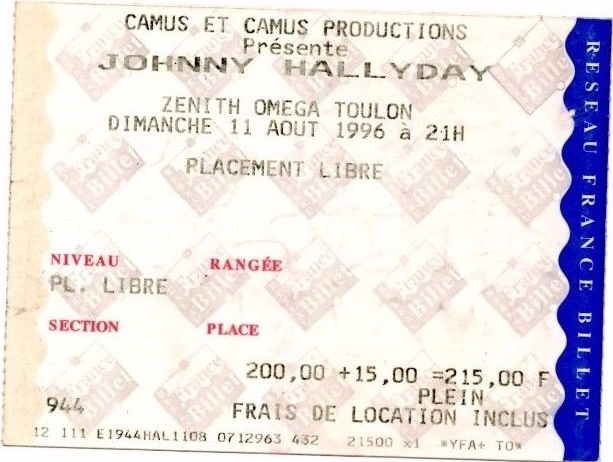 CAMUS ET CAMUS PRODUCTIONS
Présente
JOHNNY HALLYDAY
ZENITH OMEGA TOULON
DIMANCHE 11 AOUT 1996 à 21H
PLACEMENT LIBRE
NIVEAU RANGÉE
PL. LIBRE
SECTION PLACE
200,00 +15,00 =215,00 F
PLEIN
944 FRAIS DE LOCATION INCLUS
12 111 E1944HAL1108 0712963 432 21500 x1 *YFA+ TO*
RESEAU FRANCE BILLET
France Billet